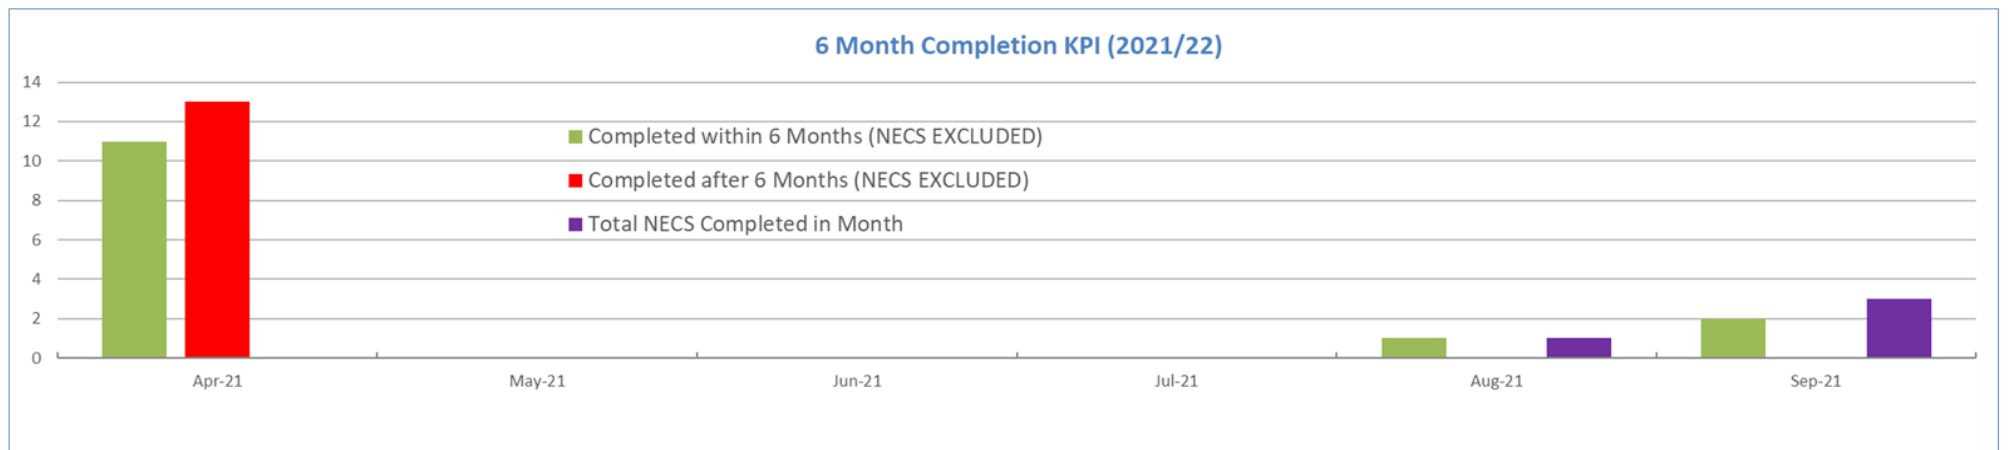 6 Month Completion KPI (2021/22)
14
12
10
8
6
4
2
0
Completed within 6 Months (NECS EXCLUDED)
Completed after 6 Months (NECS EXCLUDED)
Total NECS Completed in Month
Apr-21 May-21 Jun-21 Jul-21 Aug-21 Sep-21